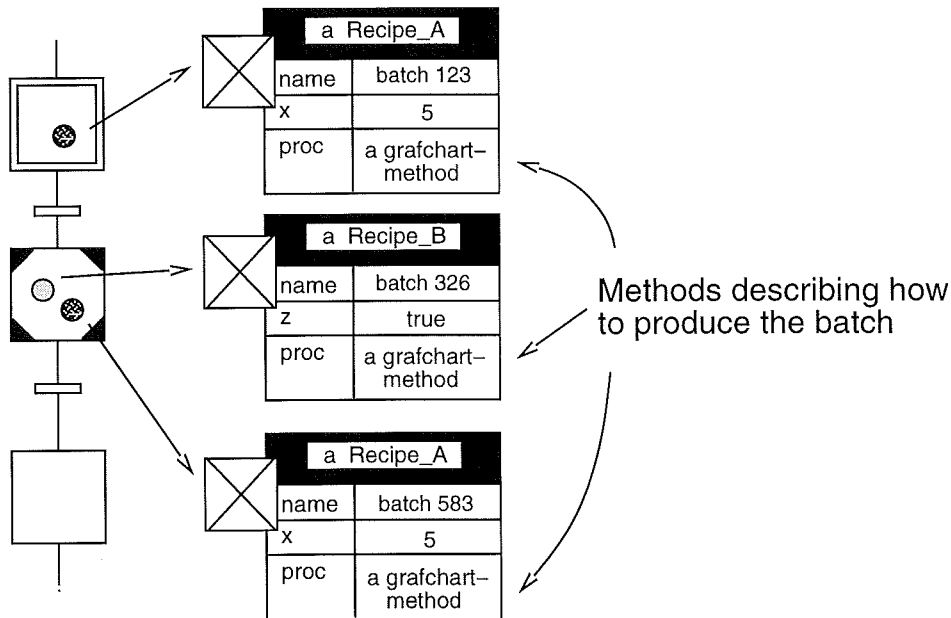 a Recipe_A
name batch 123
x 5
proc a grafchart–
method
a Recipe_B
name batch 326
z true
proc a grafchart–
method
Methods describing how
to produce the batch
a Recipe_A
name batch 583
x 5
proc a grafchart–
method